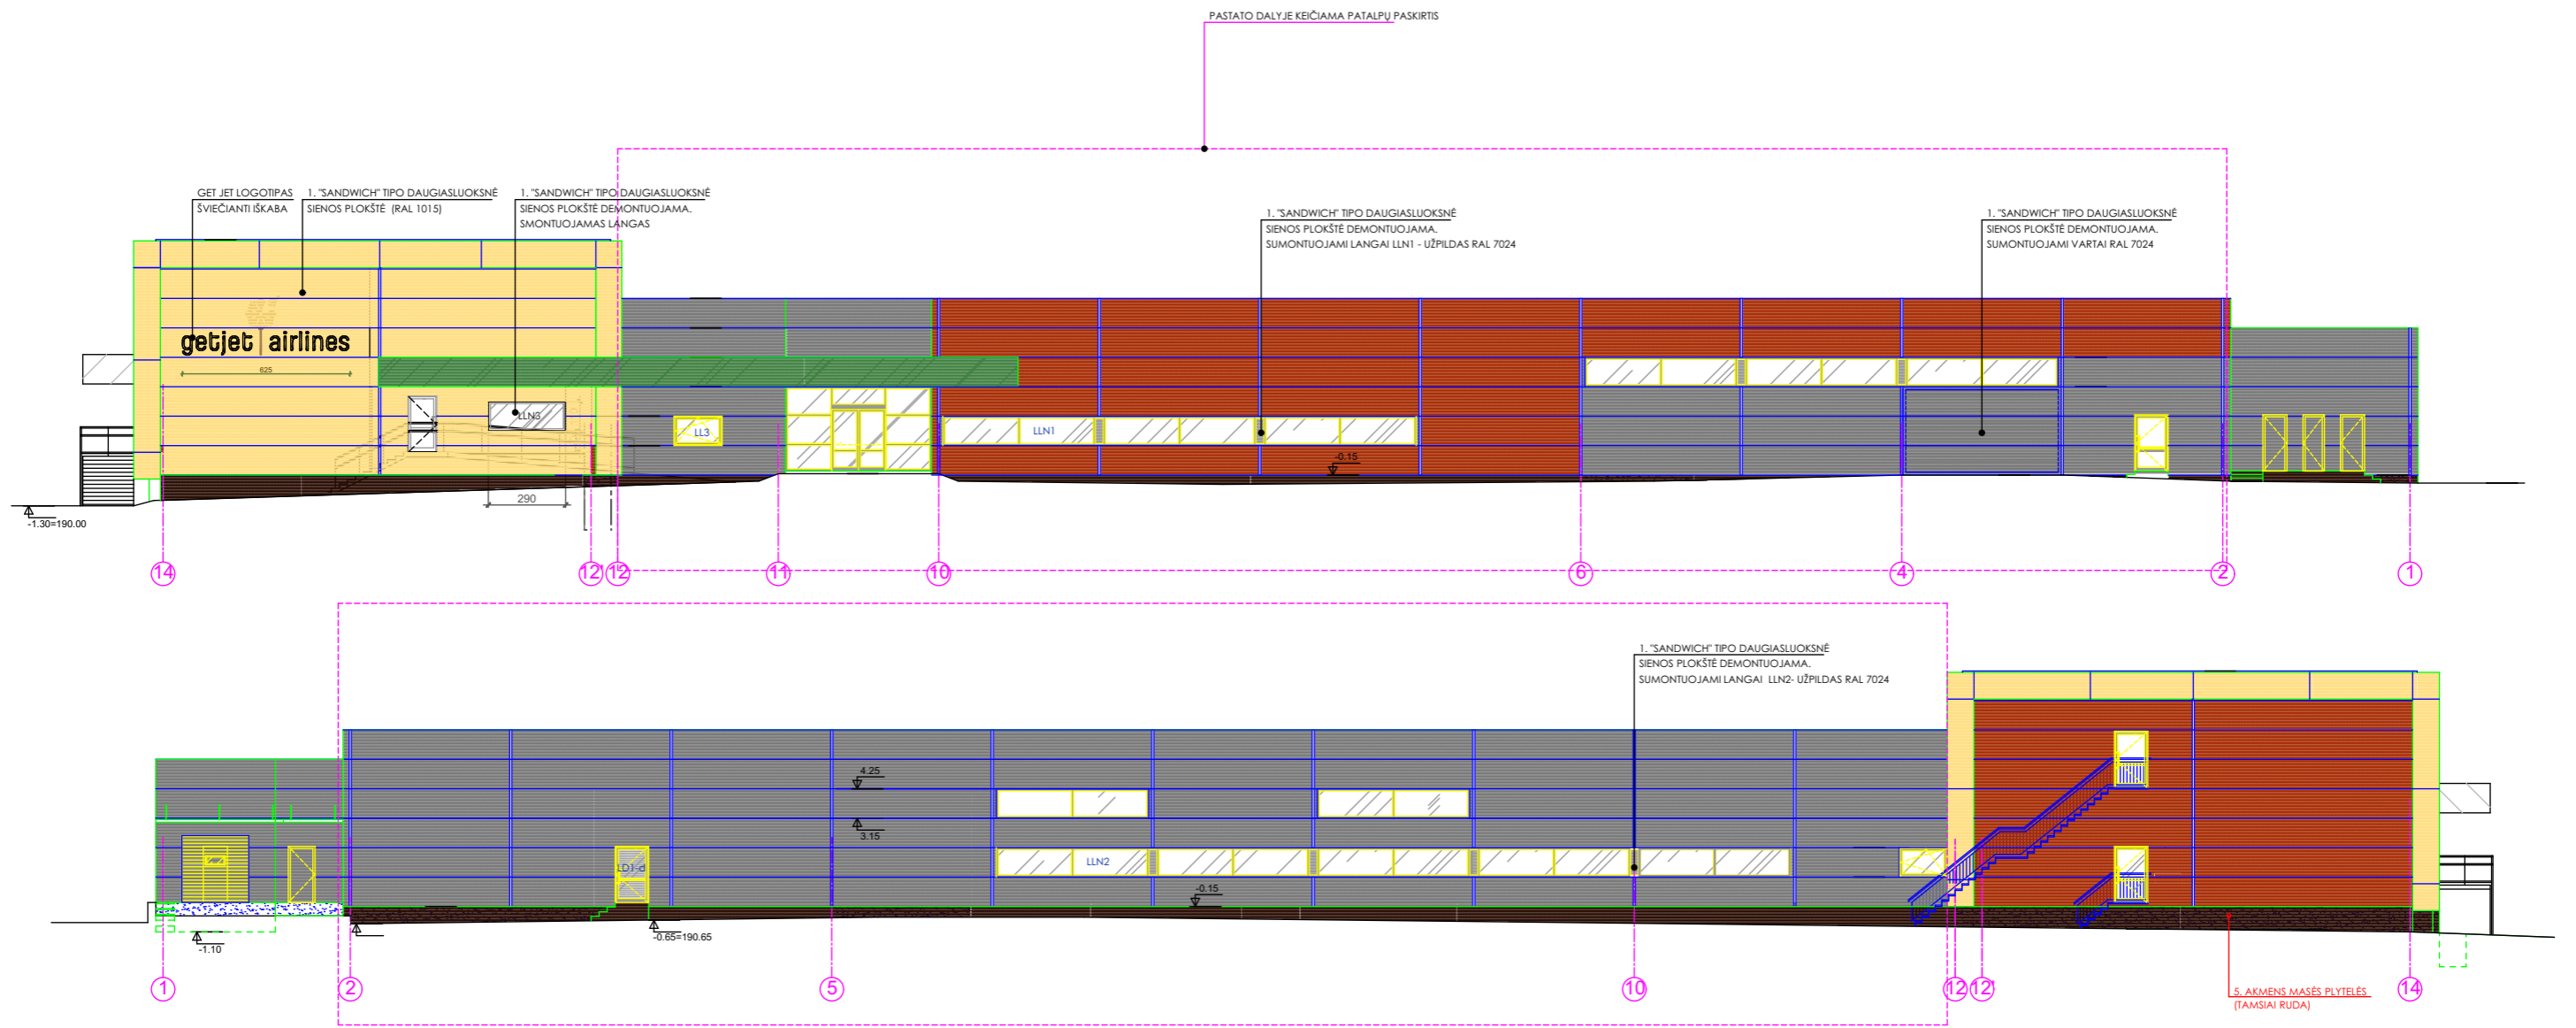 PASTATO DALYJE KEIČIAMA PATALPŲ PASKIRTIS
GET JET LOGOTIPAS
ŠVIEČIANTI IŠKABA
1. "SANDWICH" TIPO DAUGIASLUOKSNĖ
SIENOS PLOKŠTĖ (RAL 1015)
1. "SANDWICH" TIPO DAUGIASLUOKSNĖ
SIENOS PLOKŠTĖ DEMONTUOJAMA.
SMONTUOJAMAS LANGAS
1. "SANDWICH" TIPO DAUGIASLUOKSNĖ
SIENOS PLOKŠTĖ DEMONTUOJAMA.
SUMONTUOJAMI LANGAI LLN1 - UŽPILDAS RAL 7024
1. "SANDWICH" TIPO DAUGIASLUOKSNĖ
SIENOS PLOKŠTĖ DEMONTUOJAMA.
SUMONTUOJAMI VARTAI RAL 7024
getjet airlines
625
LLN3
LL3
LLN1
-0.15
290
-1.30=190.00
14
12'
12
11
10
6
4
2
1
1. "SANDWICH" TIPO DAUGIASLUOKSNĖ
SIENOS PLOKŠTĖ DEMONTUOJAMA.
SUMONTUOJAMI LANGAI LLN2- UŽPILDAS RAL 7024
4.25
3.15
LD1-d
LLN2
-0.15
-0.65=190.65
-1.10
1
2
5
10
12
12'
14
5. AKMENS MASĖS PLYTELĖS
(TAMSIAI RUDA)